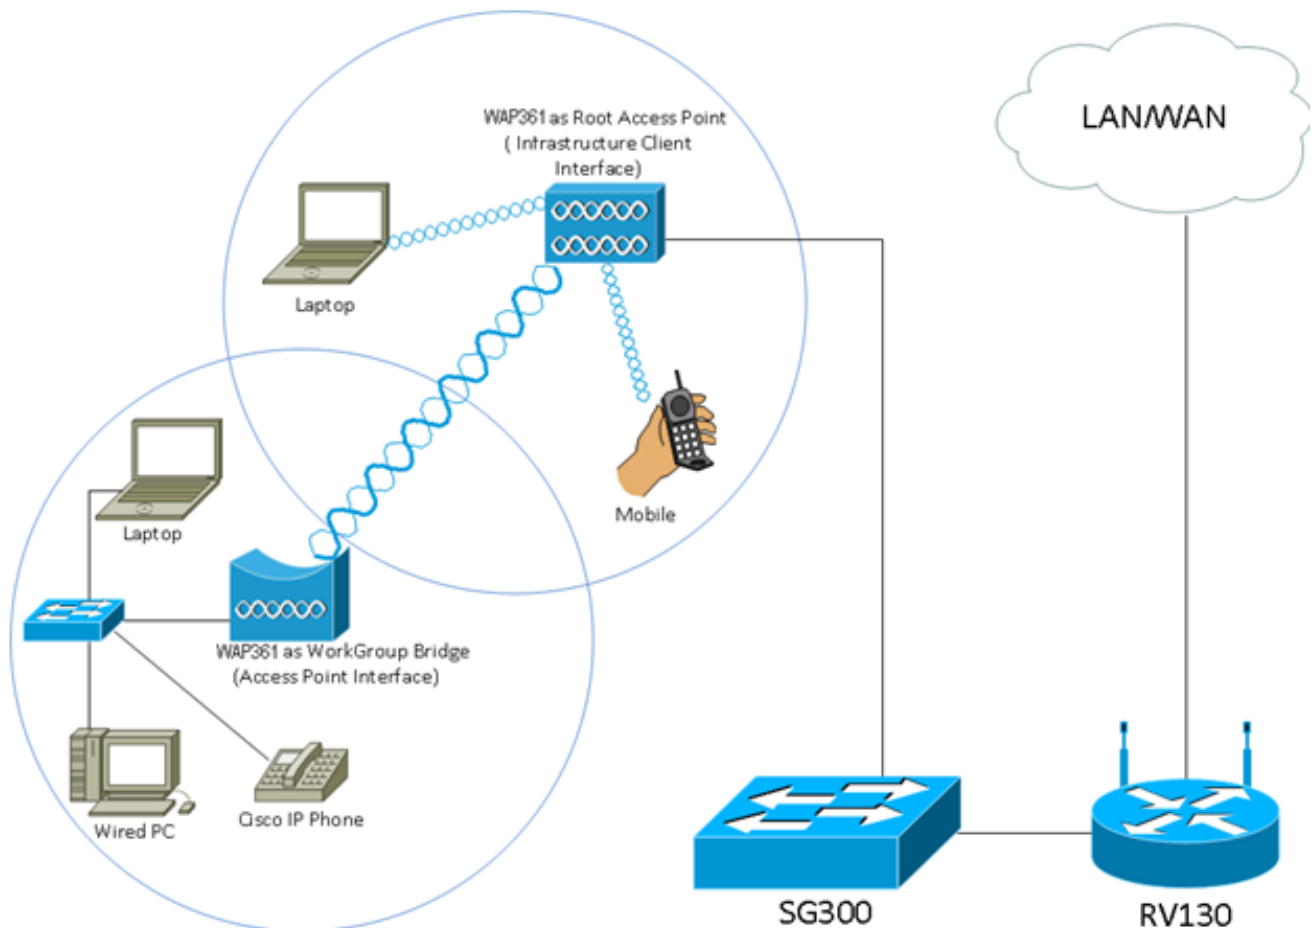 WAP361 as Root Access Point
( Infrastructure Client
Interface)
LAN/WAN
Laptop
Mobile
Laptop
WAP361 as WorkGroup Bridge
(Access Point Interface)
Wired PC
Cisco IP Phone
SG300
RV130